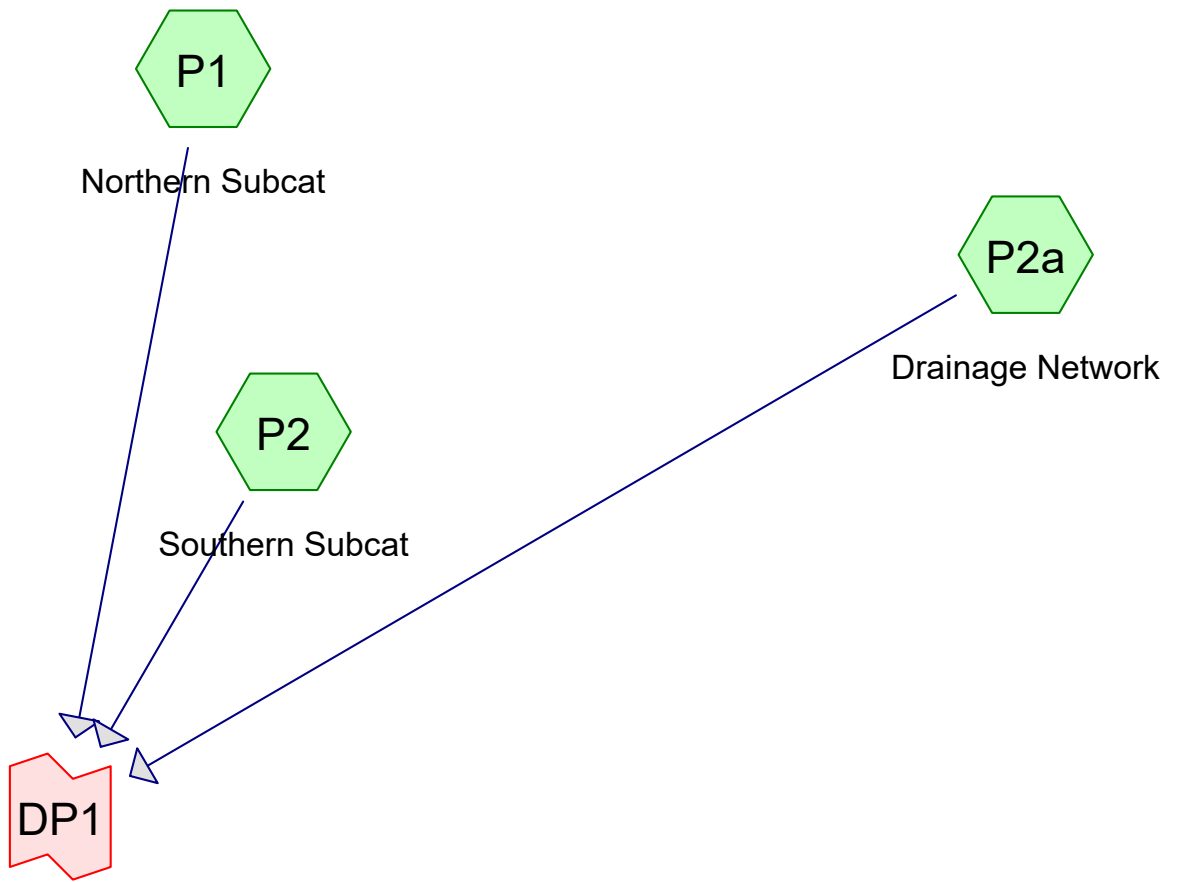 P1
Northern Subcat
P2a
Drainage Network
P2
Southern Subcat
DP1